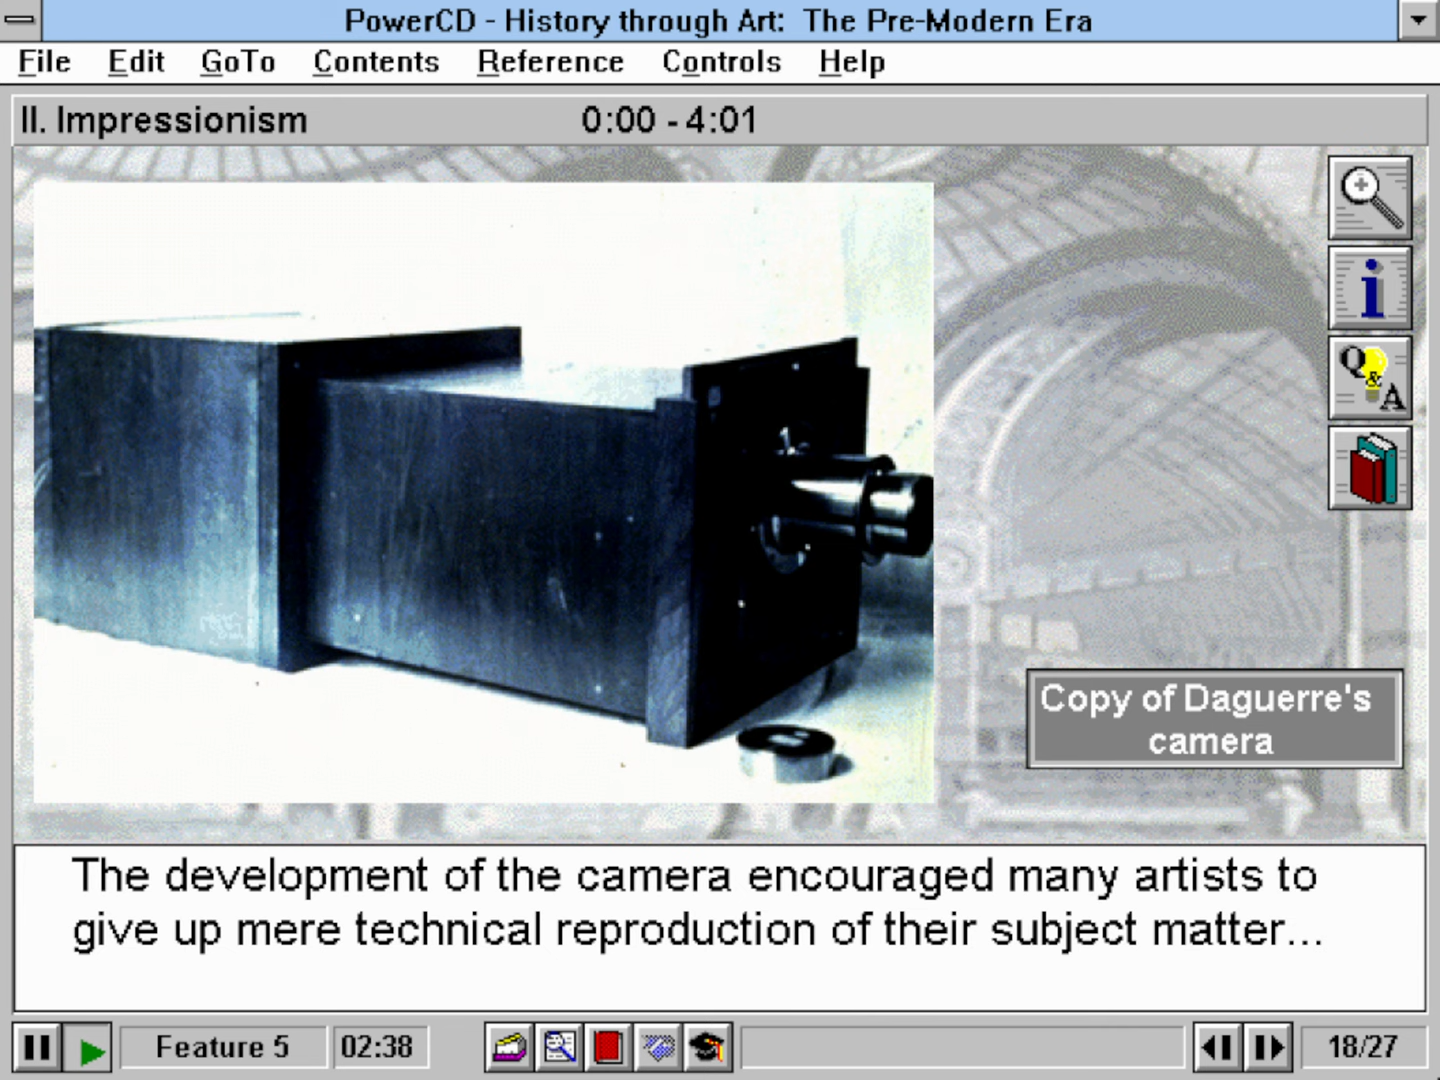 PowerCD - History through Art:  The Pre-Modern Era
File Edit GoTo Contents Reference Controls Help
II. Impressionism 0:00 - 4:01
i
Q & A
Copy of Daguerre's
camera
The development of the camera encouraged many artists to
give up mere technical reproduction of their subject matter...
Feature 5 02:38 18/27